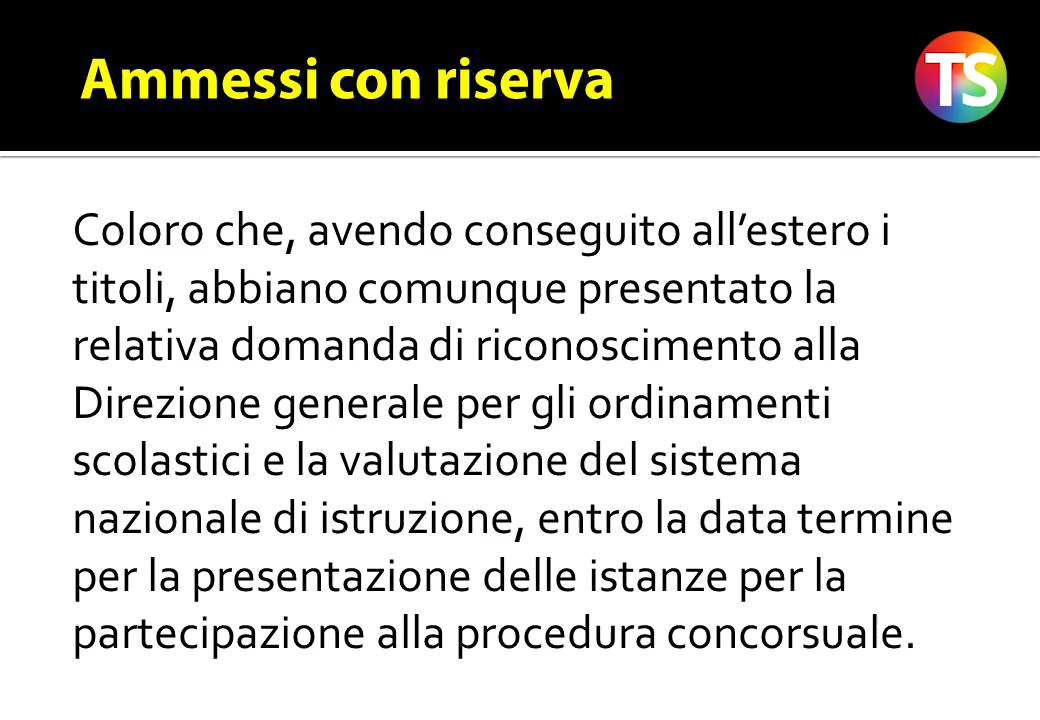 Ammessi con riserva
TS
Coloro che, avendo conseguito all’estero i
titoli, abbiano comunque presentato la
relativa domanda di riconoscimento alla
Direzione generale per gli ordinamenti
scolastici e la valutazione del sistema
nazionale di istruzione, entro la data termine
per la presentazione delle istanze per la
partecipazione alla procedura concorsuale.